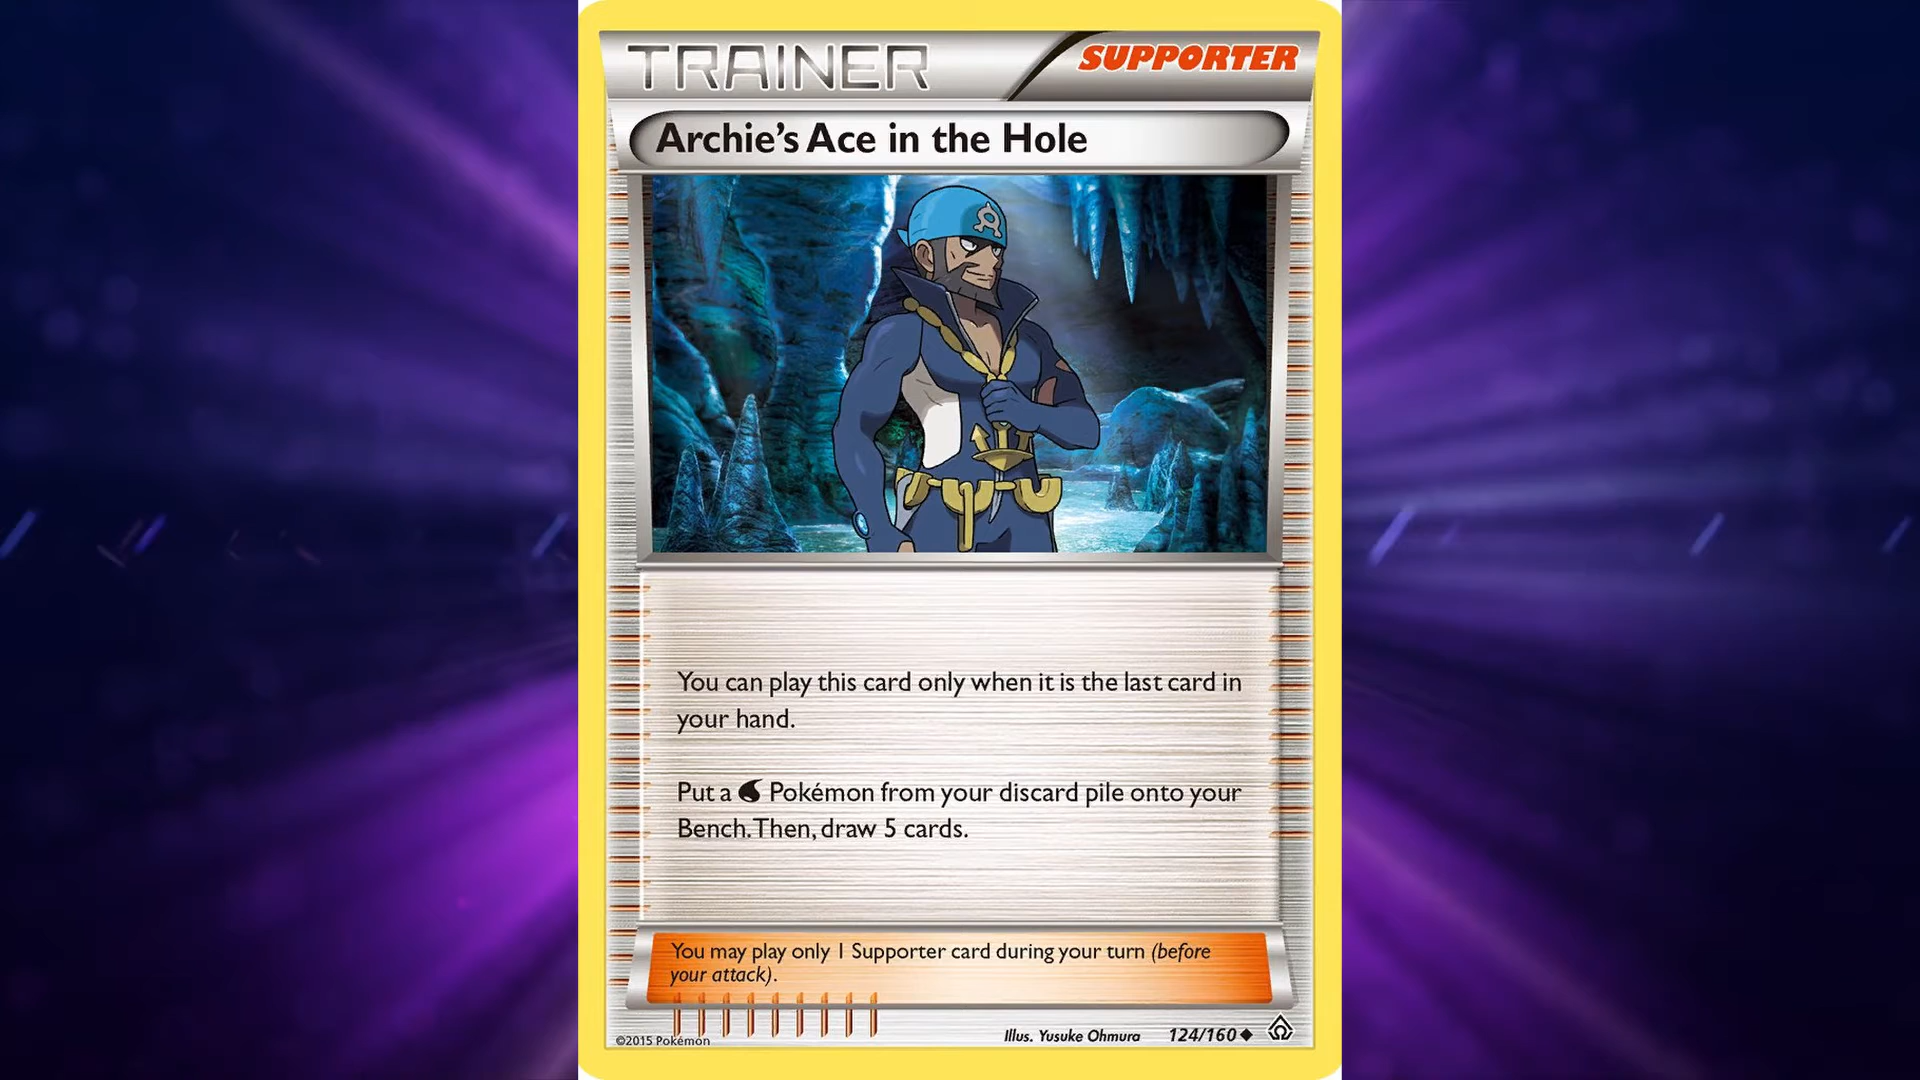 TRAINER
SUPPORTER
Archie's Ace in the Hole
You can play this card only when it is the last card in
your hand.
Put a Pokémon from your discard pile onto your
Bench. Then, draw 5 cards.
You may play only 1 Supporter card during your turn (before
your attack).
©2015 Pokémon
Illus. Yusuke Ohmura
124/160